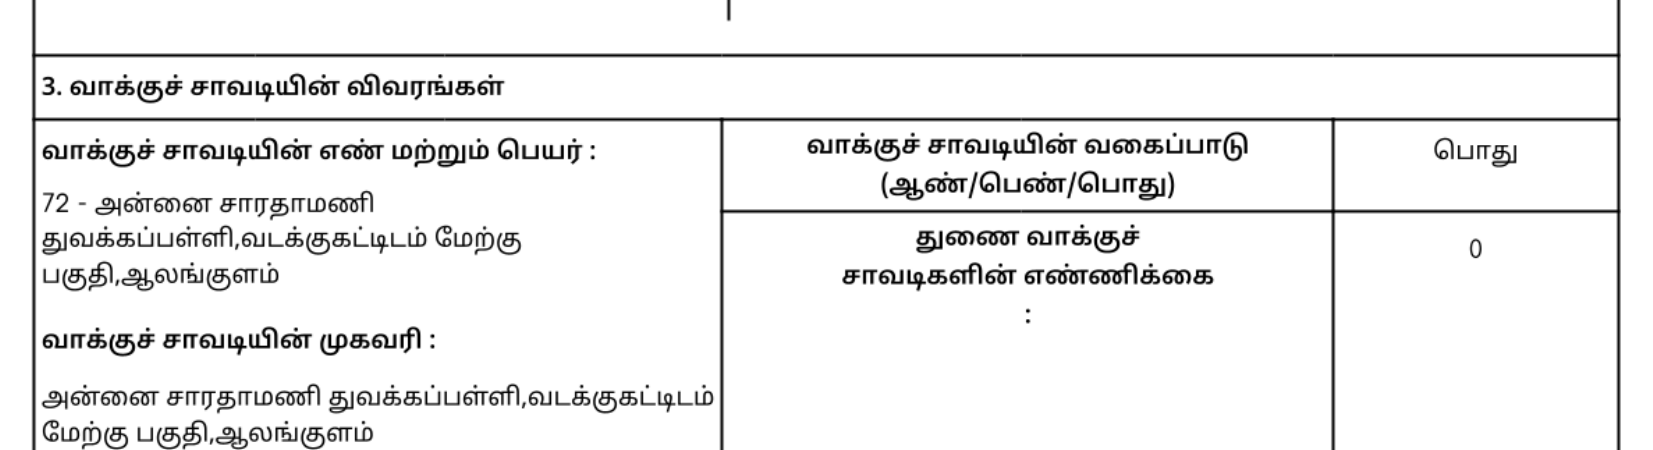 3. வாக்குச் சாவடியின் விவரங்கள்
வாக்குச் சாவடியின் எண் மற்றும் பெயர் :
72 - அன்னை சாரதாமணி
துவக்கப்பள்ளி,வடக்குகட்டிடம் மேற்கு
பகுதி,ஆலங்குளம்
வாக்குச் சாவடியின் முகவரி :
அன்னை சாரதாமணி துவக்கப்பள்ளி,வடக்குகட்டிடம்
மேற்கு பகுதி,ஆலங்குளம்
வாக்குச் சாவடியின் வகைப்பாடு
(ஆண்/பெண்/பொது)
பொது
துணை வாக்குச்
சாவடிகளின் எண்ணிக்கை
:
0